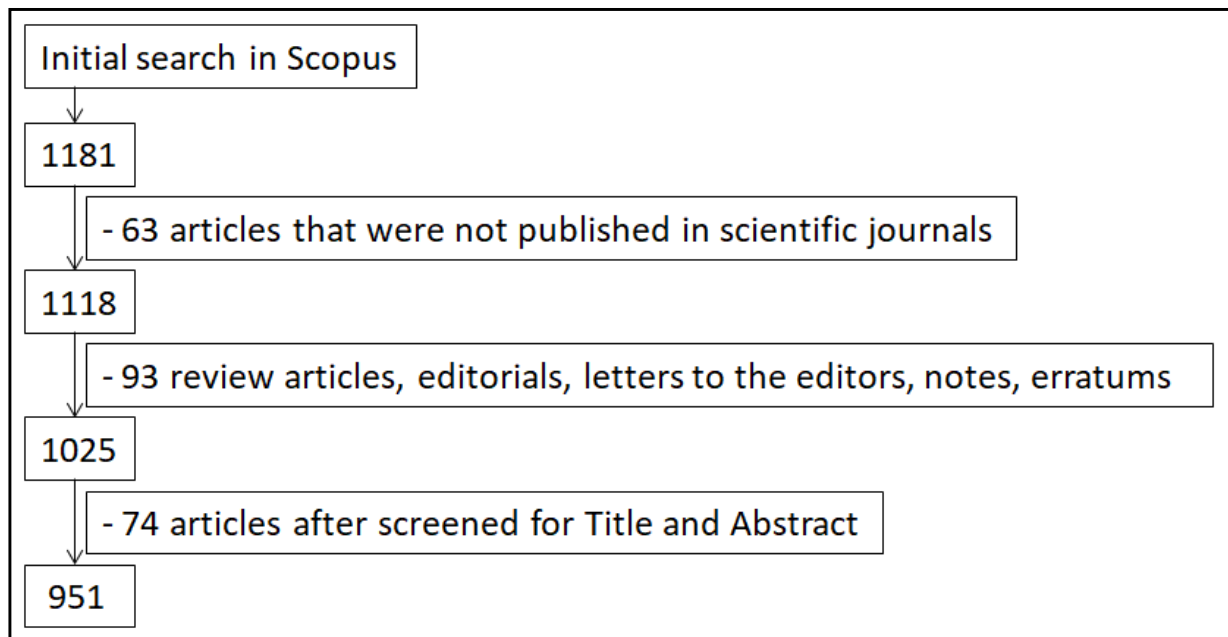 Initial search in Scopus
1181
- 63 articles that were not published in scientific journals
1118
- 93 review articles, editorials, letters to the editors, notes, erratums
1025
- 74 articles after screened for Title and Abstract
951